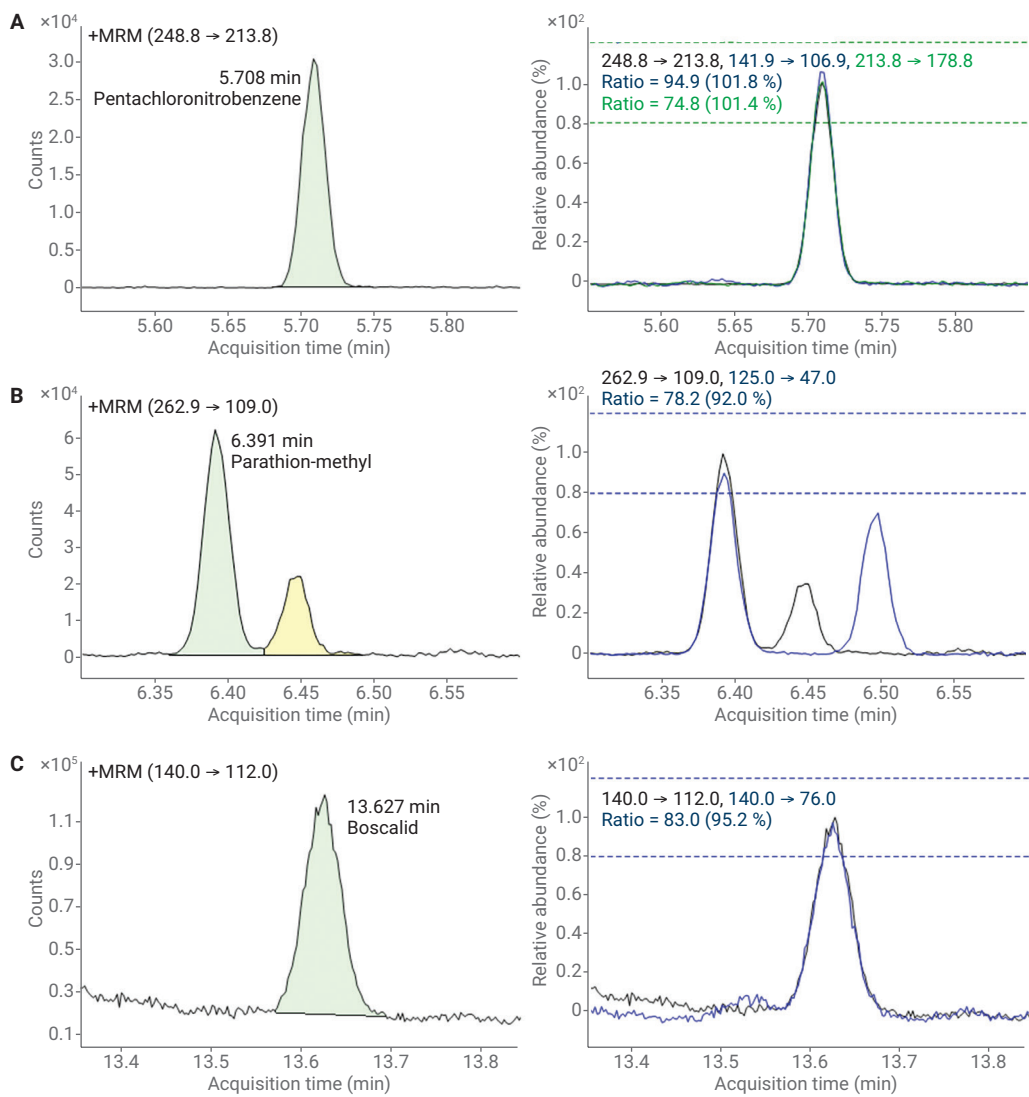 A
×10⁴
+MRM (248.8 → 213.8)
5.708 min
Pentachloronitrobenzene
3.0
2.5
2.0
1.5
1.0
0.5
0
Counts
5.60 5.65 5.70 5.75 5.80
Acquisition time (min)
×10²
248.8 → 213.8, 141.9 → 106.9, 213.8 → 178.8
Ratio = 94.9 (101.8 %)
Ratio = 74.8 (101.4 %)
1.0
0.8
0.6
0.4
0.2
0
Relative abundance (%)
5.60 5.65 5.70 5.75 5.80
Acquisition time (min)
B
×10⁴
+MRM (262.9 → 109.0)
6.391 min
Parathion-methyl
6
5
4
3
2
1
0
Counts
6.35 6.40 6.45 6.50 6.55
Acquisition time (min)
×10²
262.9 → 109.0, 125.0 → 47.0
Ratio = 78.2 (92.0 %)
1.0
0.8
0.6
0.4
0.2
0
Relative abundance (%)
6.35 6.40 6.45 6.50 6.55
Acquisition time (min)
C
×10⁵
+MRM (140.0 → 112.0)
13.627 min
Boscalid
1.1
0.9
0.7
0.5
0.3
0.1
Counts
13.4 13.5 13.6 13.7 13.8
Acquisition time (min)
×10²
140.0 → 112.0, 140.0 → 76.0
Ratio = 83.0 (95.2 %)
1.0
0.8
0.6
0.4
0.2
0
Relative abundance (%)
13.4 13.5 13.6 13.7 13.8
Acquisition time (min)